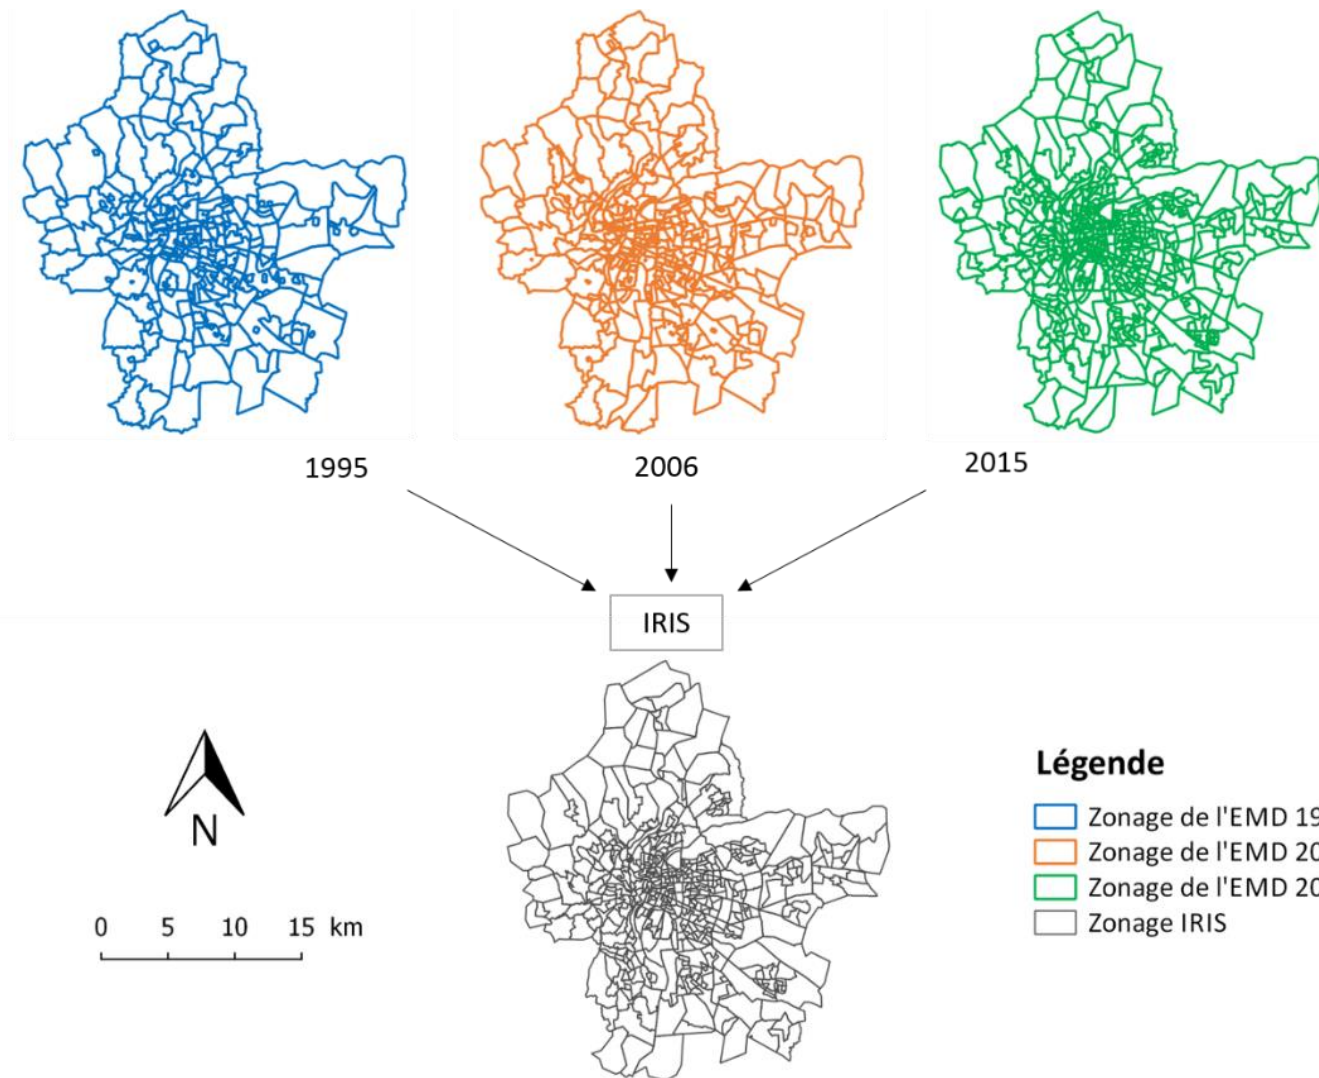 1995
2006
2015
IRIS
Légende
Zonage de l'EMD 19
Zonage de l'EMD 20
Zonage de l'EMD 20
Zonage IRIS
N
0 5 10 15 km